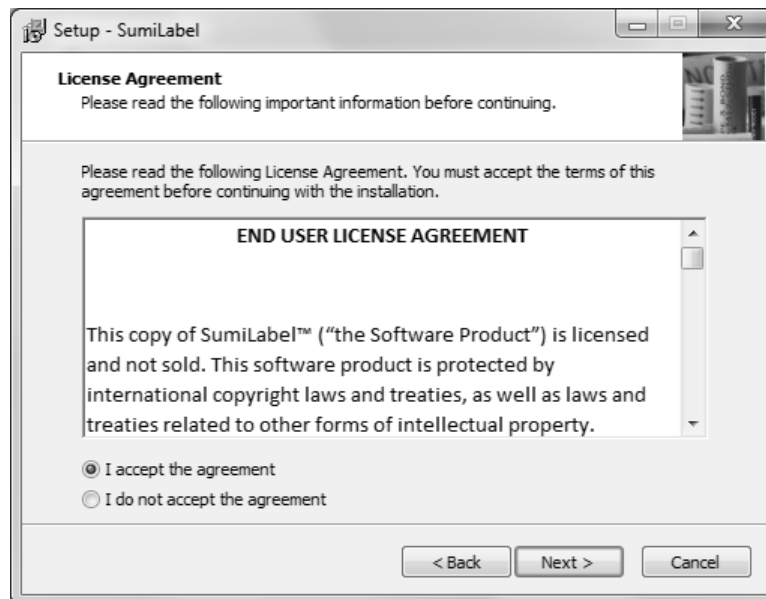 Setup - SumiLabel
License Agreement
Please read the following important information before continuing.
Please read the following License Agreement. You must accept the terms of this
agreement before continuing with the installation.
END USER LICENSE AGREEMENT
This copy of SumiLabel™ (“the Software Product”) is licensed
and not sold. This software product is protected by
international copyright laws and treaties, as well as laws and
treaties related to other forms of intellectual property.
I accept the agreement
I do not accept the agreement
< Back
Next >
Cancel